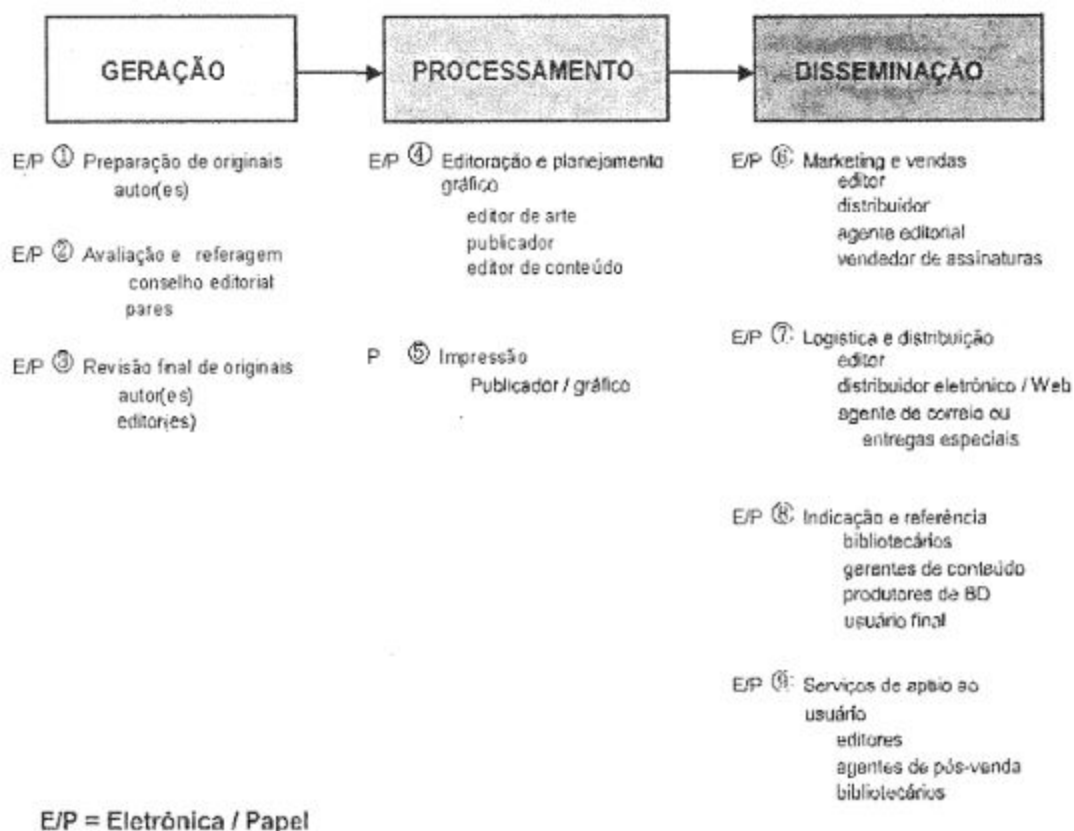 GERAÇÃO
PROCESSAMENTO
DISSEMINAÇÃO
E/P ① Preparação de originais
autor(es)
E/P ② Avaliação e referagem
conselho editorial
pares
E/P ③ Revisão final de originais
autor(es)
editor(es)
E/P ④ Editoração e planejamento
gráfico
editor de arte
publicador
editor de conteúdo
P ⑤ Impressão
Publicador / gráfico
E/P ⑥ Marketing e vendas
editor
distribuidor
agente editorial
vendedor de assinaturas
E/P ⑦ Logística e distribuição
editor
distribuidor eletrônico / Web
agente de correio ou
entregas especiais
E/P ⑧ Indicação e referência
bibliotecários
gerentes de conteúdo
produtores de BD
usuário final
E/P ⑨ Serviços de apoio ao
usuário
editores
agentes de pós-venda
bibliotecários
E/P = Eletrônica / Papel